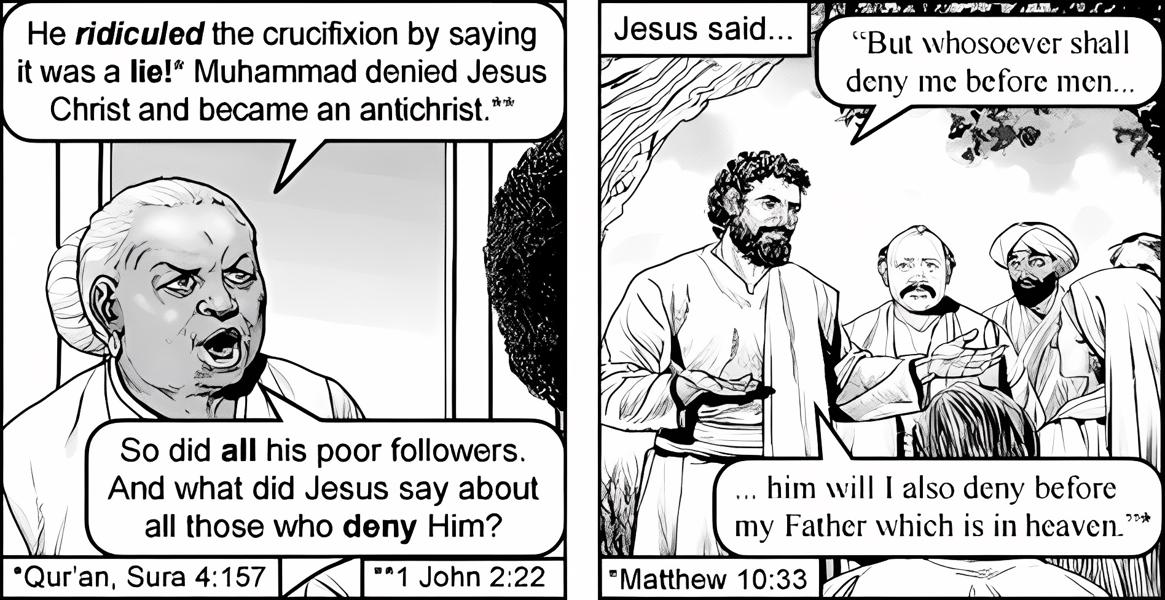 He ridiculed the crucifixion by saying
it was a lie!* Muhammad denied Jesus
Christ and became an antichrist.**
So did all his poor followers.
And what did Jesus say about
all those who deny Him?
*Qur'an, Sura 4:157
**1 John 2:22
Jesus said...
“But whosoever shall
deny me before men...
... him will I also deny before
my Father which is in heaven.”*
*Matthew 10:33